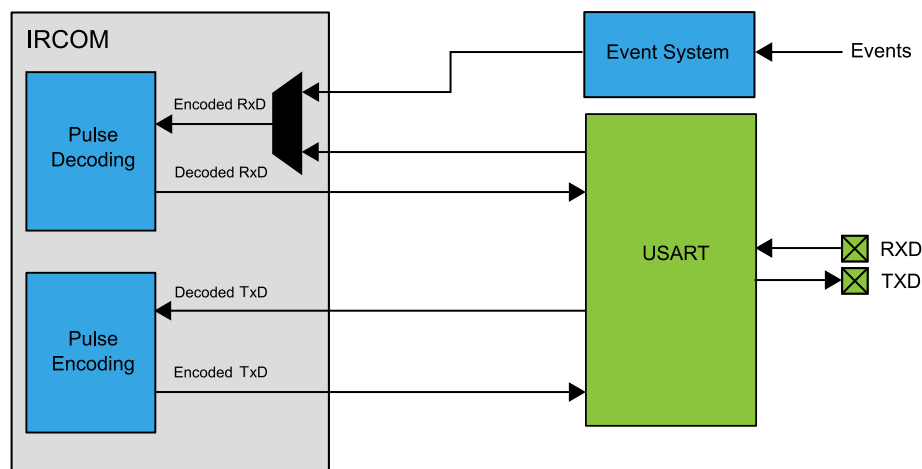 IRCOM
Event System
Events
Encoded RxD
Pulse
Decoding
Decoded RxD
USART
RXD
TXD
Decoded TxD
Pulse
Encoding
Encoded TxD